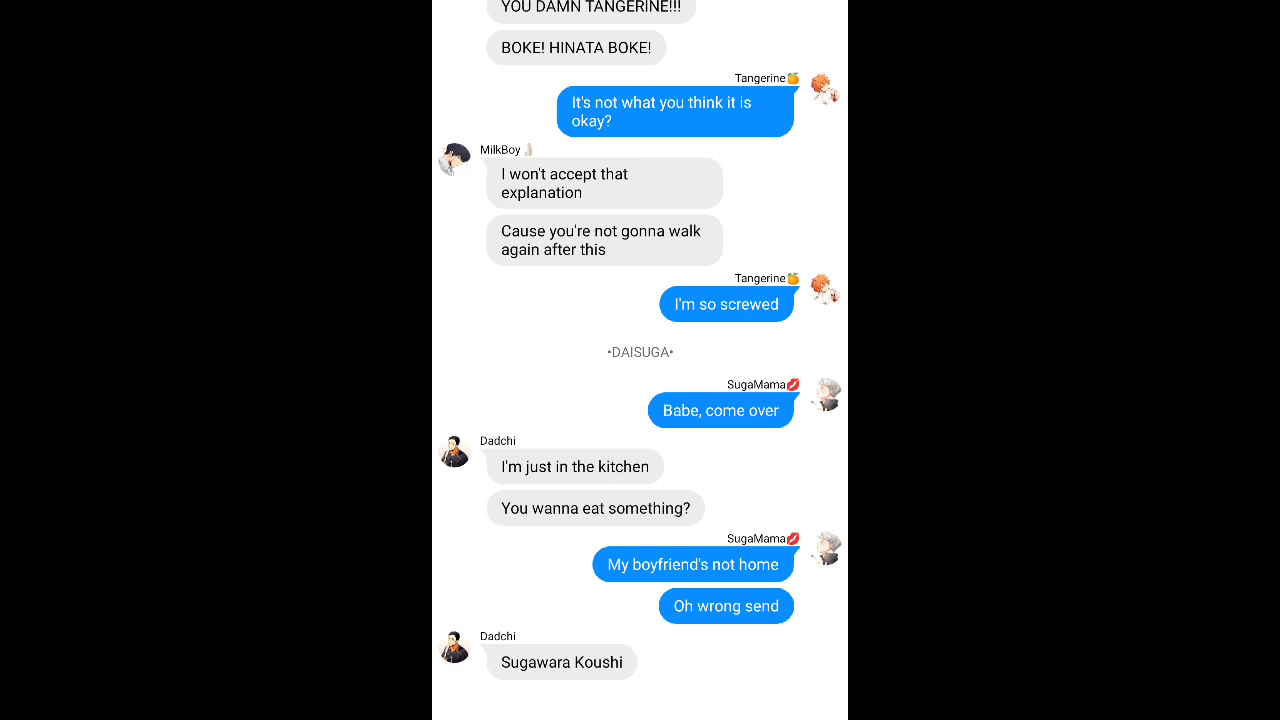 YOU DAMN TANGERINE!!!
BOKE! HINATA BOKE!
Tangerine🍊
It's not what you think it is
okay?
MilkBoy🥛
I won't accept that
explanation
Cause you're not gonna walk
again after this
Tangerine🍊
I'm so screwed
•DAISUGA•
SugaMama💋
Babe, come over
Dadchi
I'm just in the kitchen
You wanna eat something?
SugaMama💋
My boyfriend's not home
Oh wrong send
Dadchi
Sugawara Koushi